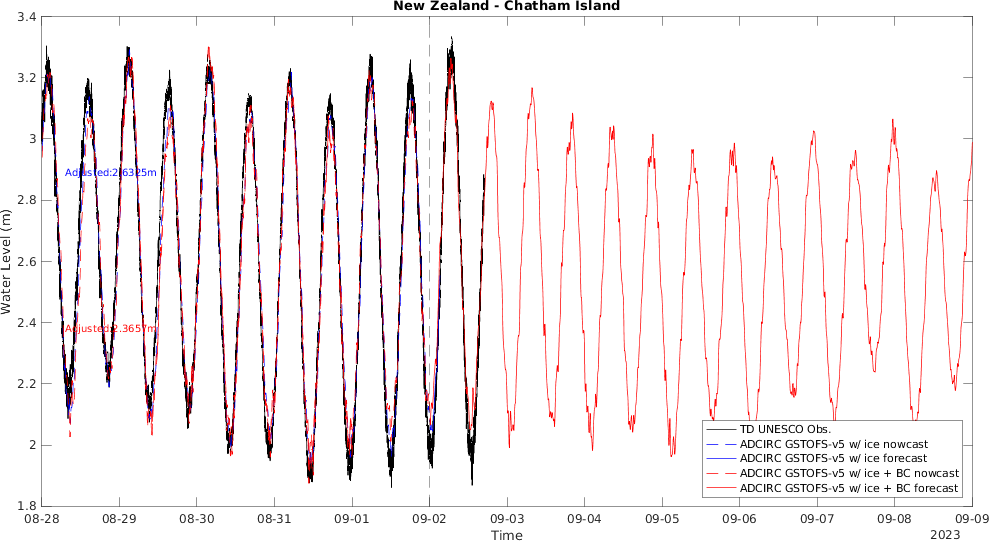 New Zealand - Chatham Island
3.4
3.2
3
2.8
2.6
2.4
2.2
2
1.8
Water Level (m)
Adjusted:2.6325m
Adjusted:2.3657m
TD UNESCO Obs.
ADCIRC GSTOFS-v5 w/ ice nowcast
ADCIRC GSTOFS-v5 w/ ice forecast
ADCIRC GSTOFS-v5 w/ ice + BC nowcast
ADCIRC GSTOFS-v5 w/ ice + BC forecast
08-28 08-29 08-30 08-31 09-01 09-02 09-03 09-04 09-05 09-06 09-07 09-08 09-09
Time
2023